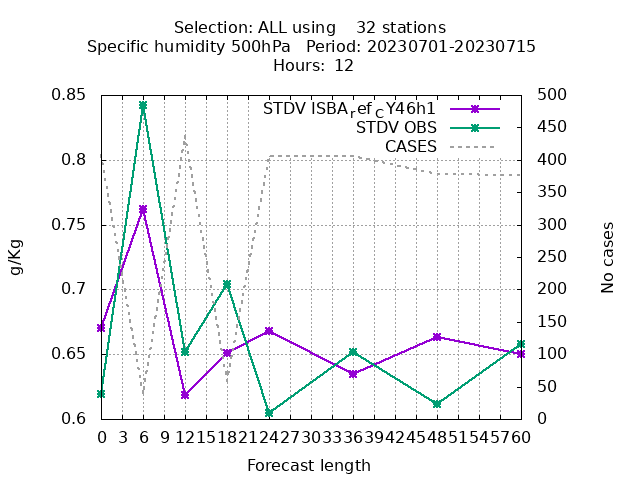 Selection: ALL using 32 stations
Specific humidity 500hPa Period: 20230701-20230715
Hours: 12
STDV ISBA_ref_CY46h1
STDV OBS
CASES
0.85
0.8
0.75
0.7
0.65
0.6
500
450
400
350
300
250
200
150
100
50
0
g/Kg
No cases
0 3 6 9 12 15 18 21 24 27 30 33 36 39 42 45 48 51 54 57 60
Forecast length